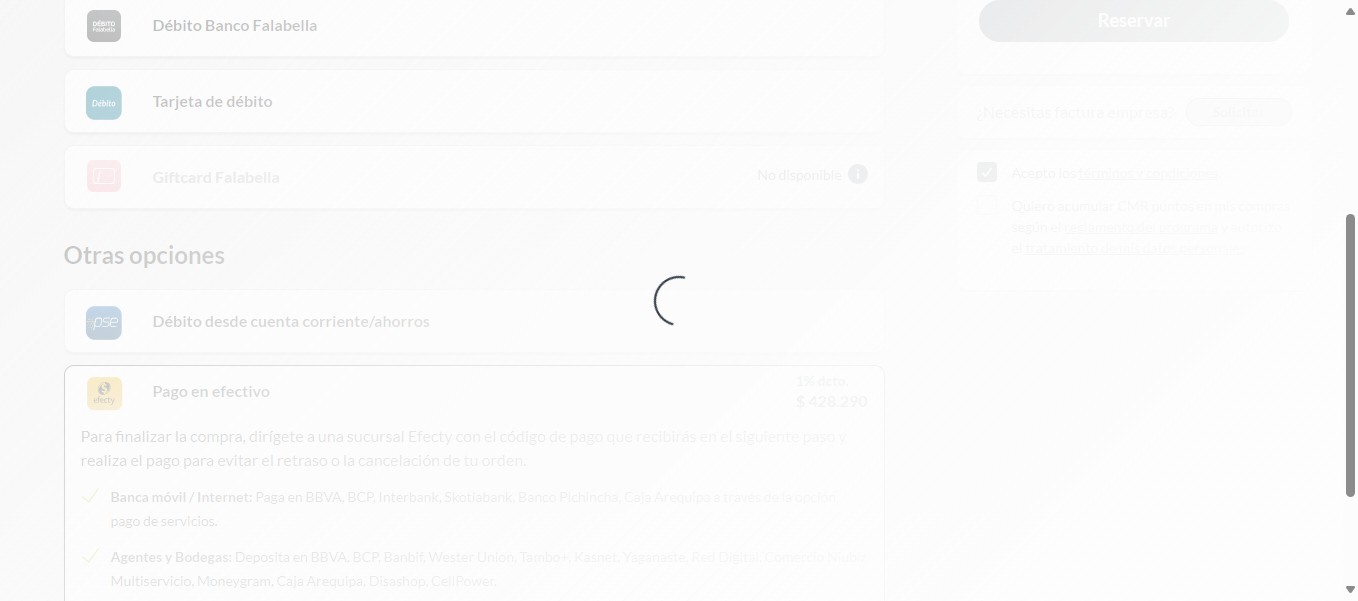 DÉBITO
Falabella
Débito Banco Falabella
Reservar
Débito
Tarjeta de débito
¿Necesitas factura empresa?
Giftcard Falabella
No disponible
i
Acepto los términos y condiciones
Quiero acumular CMR puntos en mis compras
según el reglamento del programa y autorizo
el tratamiento de mis datos
Otras opciones
pse
Débito desde cuenta corriente/ahorros
efecty
Pago en efectivo
1% dcto.
$ 428.290
Para finalizar la compra, dirígete a una sucursal Efecty con el código de pago que recibirás en el siguiente paso y
realiza el pago para evitar el retraso o la cancelación de tu orden.
Banca móvil / Internet: Paga en BBVA, BCP, Interbank, Skotiabank, Banco Pichincha, Caja Arequipa a través de la opción
pago de servicios.
Agentes y Bodegas: Deposita en BBVA, BCP, Banbif, Wester Union, Tambo+, Kasnet, Yaganaste, Red Digital, Comercio
Multiservicio, Moneygram, Caja Arequipa, Disashop, CellPower.